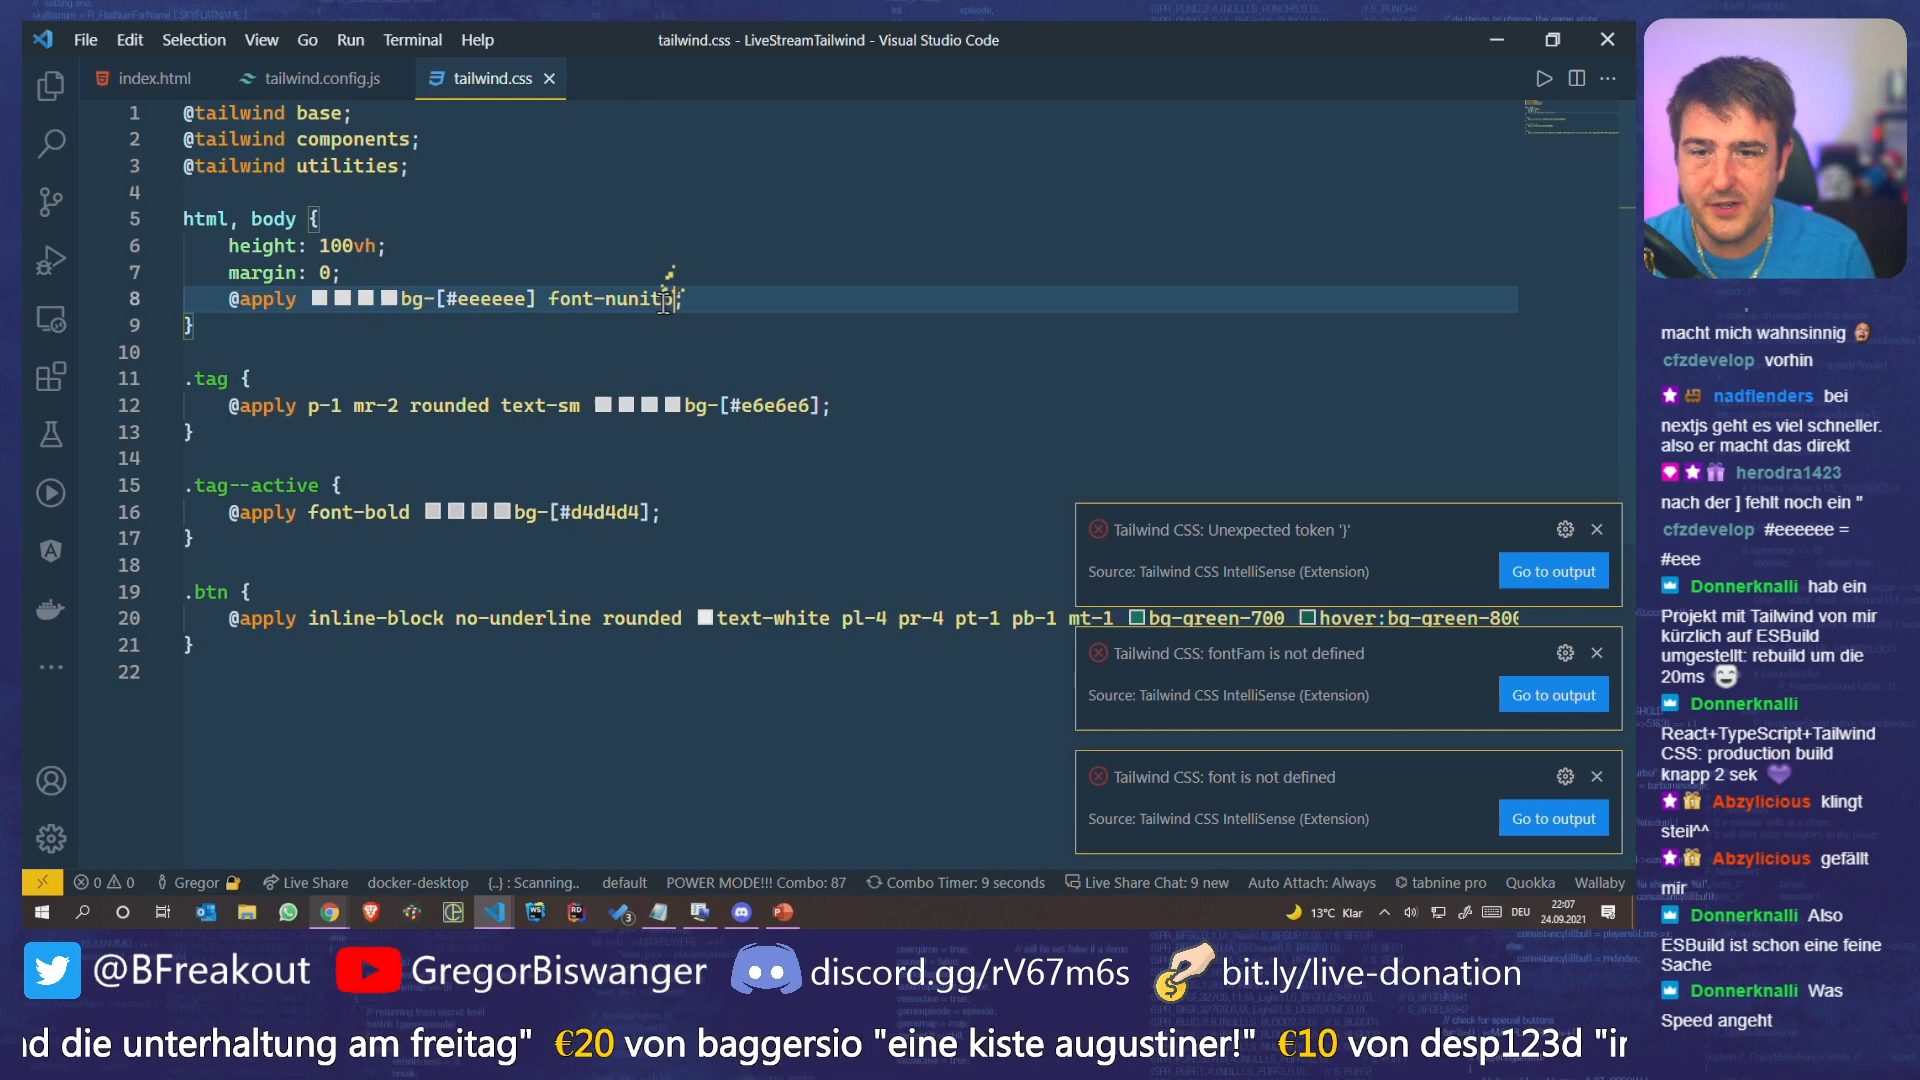 File Edit Selection View Go Run Terminal Help
tailwind.css - LiveStreamTailwind - Visual Studio Code
index.html tailwind.config.js tailwind.css
1 @tailwind base;
2 @tailwind components;
3 @tailwind utilities;
4
5 html, body {
6 height: 100vh;
7 margin: 0;
8 @apply bg-[#eeeeee] font-nunito;
9 }
10
11 .tag {
12 @apply p-1 mr-2 rounded text-sm bg-[#e6e6e6];
13 }
14
15 .tag--active {
16 @apply font-bold bg-[#d4d4d4];
17 }
18
19 .btn {
20 @apply inline-block no-underline rounded text-white pl-4 pr-4 pt-1 pb-1 mt-1 bg-green-700 hover:bg-green-800
21 }
22
Tailwind CSS: Unexpected token '}'
Source: Tailwind CSS IntelliSense (Extension) Go to output
Tailwind CSS: fontFam is not defined
Source: Tailwind CSS IntelliSense (Extension) Go to output
Tailwind CSS: font is not defined
Source: Tailwind CSS IntelliSense (Extension) Go to output
0 0 Gregor Live Share docker-desktop {..} : Scanning.. default POWER MODE!!! Combo: 87 Combo Timer: 9 seconds Live Share Chat: 9 new Auto Attach: Always tabnine pro Quokka Wallaby
3 13°C Klar DEU 22:07
24.09.2021
macht mich wahnsinnig
cfzdevelop vorhin
nadflenders bei
nextjs geht es viel schneller.
also er macht das direkt
herodra1423
nach der ] fehlt noch ein "
cfzdevelop #eeeeee =
#eee
Donnerknalli hab ein
Projekt mit Tailwind von mir
kürzlich auf ESBuild
umgestellt: rebuild um die
20ms
Donnerknalli
React+TypeScript+Tailwind
CSS: production build
knapp 2 sek
Abzylicious klingt
steil^^
Abzylicious gefällt
mir
Donnerknalli Also
ESBuild ist schon eine feine
Sache
Donnerknalli Was
Speed angeht
@BFreakout GregorBiswanger discord.gg/rV67m6s bit.ly/live-donation
nd die unterhaltung am freitag" €20 von baggersio "eine kiste augustiner!" €10 von desp123d "ir